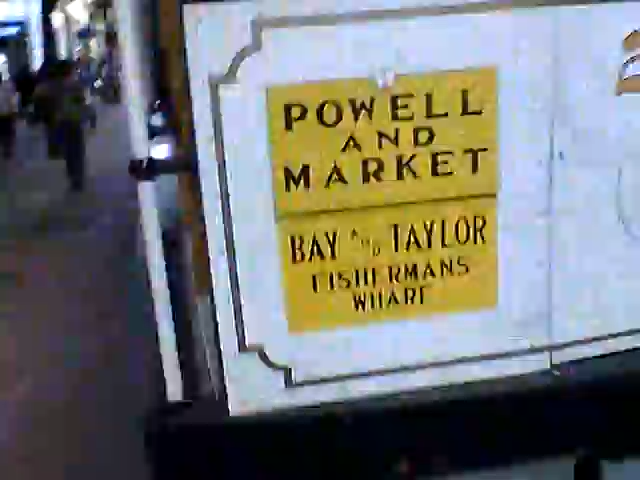 POWELL
AND
MARKET
BAY AND TAYLOR
FISHERMANS
WHARF